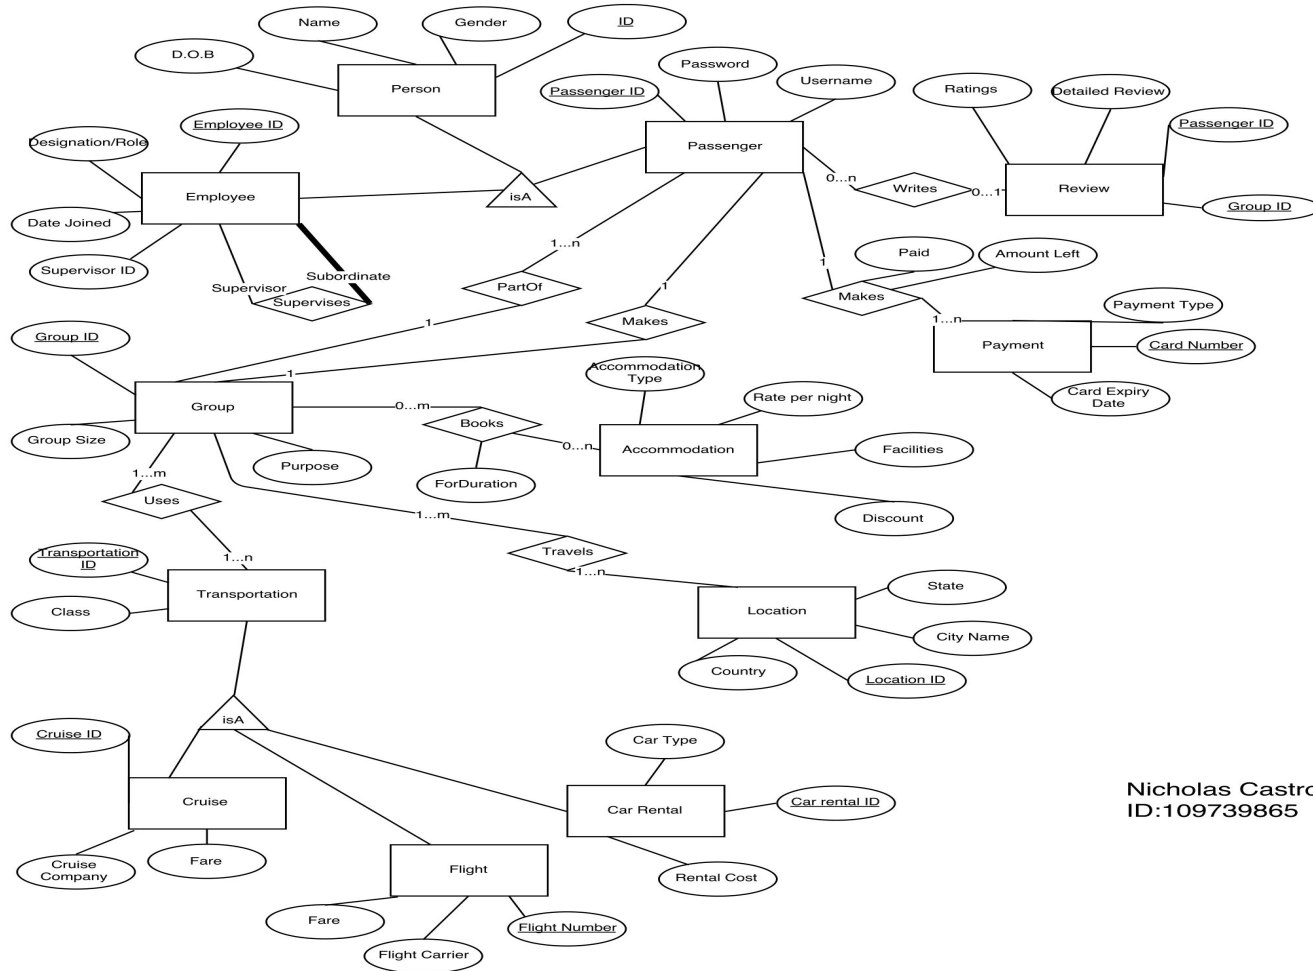 Name
Gender
ID
D.O.B
Person
Password
Passenger ID
Username
Ratings
Detailed Review
Passenger ID
Employee ID
Designation/Role
Passenger
Employee
isA
0...n
Writes
0...1
Review
Group ID
Date Joined
Supervisor ID
Supervisor
Subordinate
Supervises
1...n
PartOf
1
Makes
1
Paid
Amount Left
Makes
1...n
Payment Type
Payment
Card Number
Card Expiry
Date
Group ID
1
1
Group
Group Size
Purpose
0...m
Books
0...n
ForDuration
Accommodation
Type
Rate per night
Accommodation
Facilities
Discount
1...m
Uses
1...n
1...m
Travels
1...n
Transportation
ID
Transportation
Class
State
Location
City Name
Country
Location ID
isA
Cruise ID
Cruise
Cruise
Company
Fare
Car Type
Car Rental
Car rental ID
Rental Cost
Flight
Fare
Flight Number
Flight Carrier
Nicholas Castro
ID:109739865